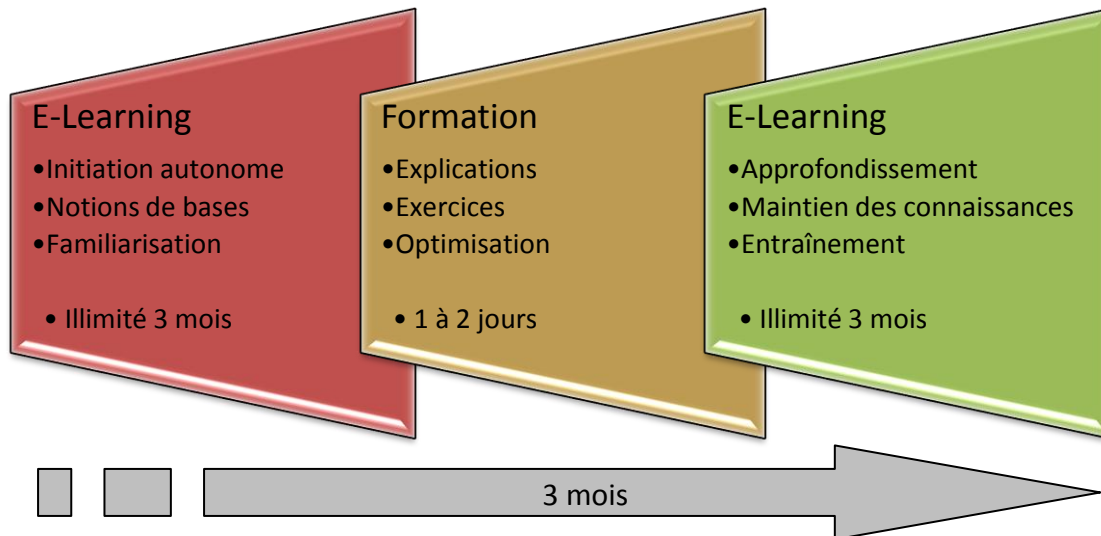 E-Learning
•Initiation autonome
•Notions de bases
•Familiarisation
• Illimité 3 mois
Formation
•Explications
•Exercices
•Optimisation
• 1 à 2 jours
E-Learning
•Approfondissement
•Maintien des connaissances
•Entraînement
• Illimité 3 mois
3 mois